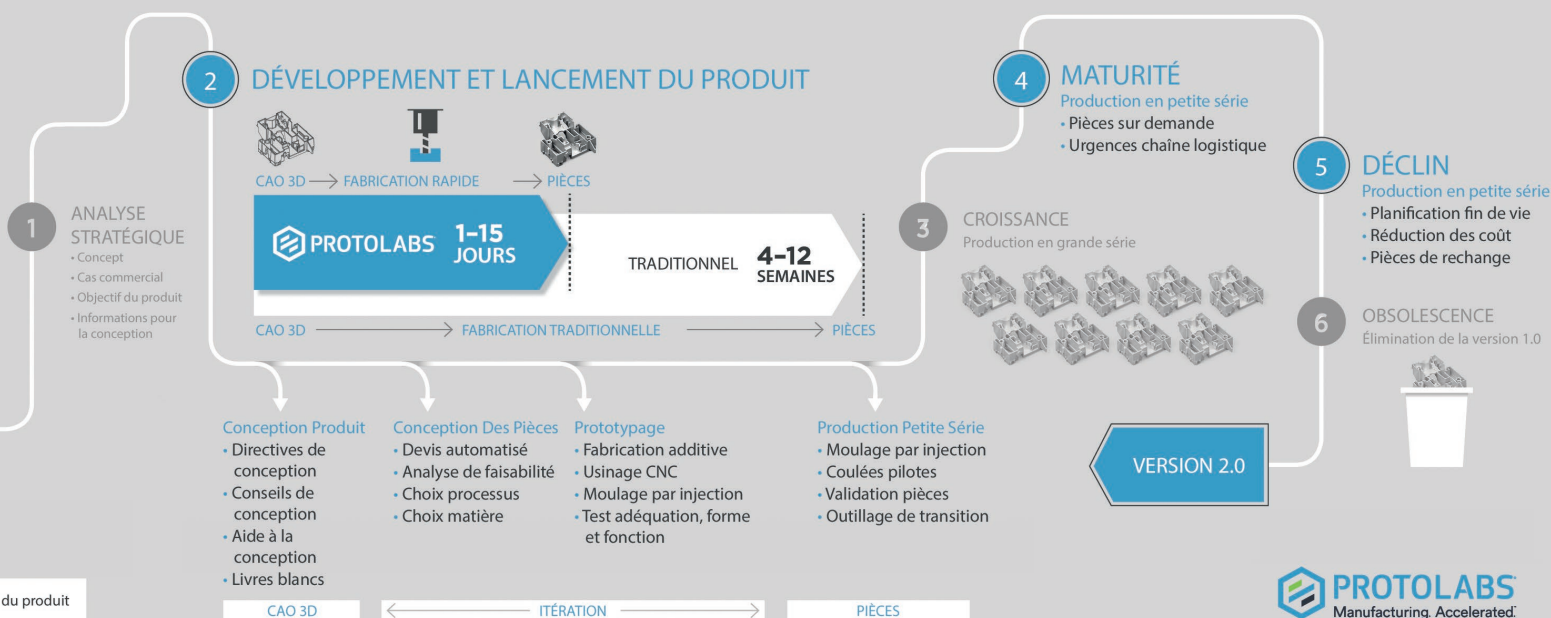 1
ANALYSE
STRATÉGIQUE
• Concept
• Cas commercial
• Objectif du produit
• Informations pour
la conception
2
DÉVELOPPEMENT ET LANCEMENT DU PRODUIT
CAO 3D
FABRICATION RAPIDE
PIÈCES
PROTOLABS
1–15
JOURS
TRADITIONNEL
4–12
SEMAINES
CAO 3D
FABRICATION TRADITIONNELLE
PIÈCES
Conception Produit
• Directives de
conception
• Conseils de
conception
• Aide à la
conception
• Livres blancs
Conception Des Pièces
• Devis automatisé
• Analyse de faisabilité
• Choix processus
• Choix matière
Prototypage
• Fabrication additive
• Usinage CNC
• Moulage par injection
• Test adéquation, forme
et fonction
Production Petite Série
• Moulage par injection
• Coulées pilotes
• Validation pièces
• Outillage de transition
du produit
CAO 3D
ITÉRATION
PIÈCES
3
CROISSANCE
Production en grande série
4
MATURITÉ
Production en petite série
• Pièces sur demande
• Urgences chaîne logistique
5
DÉCLIN
Production en petite série
• Planification fin de vie
• Réduction des coût
• Pièces de rechange
6
OBSOLESCENCE
Élimination de la version 1.0
VERSION 2.0
PROTOLABS
Manufacturing. Accelerated.